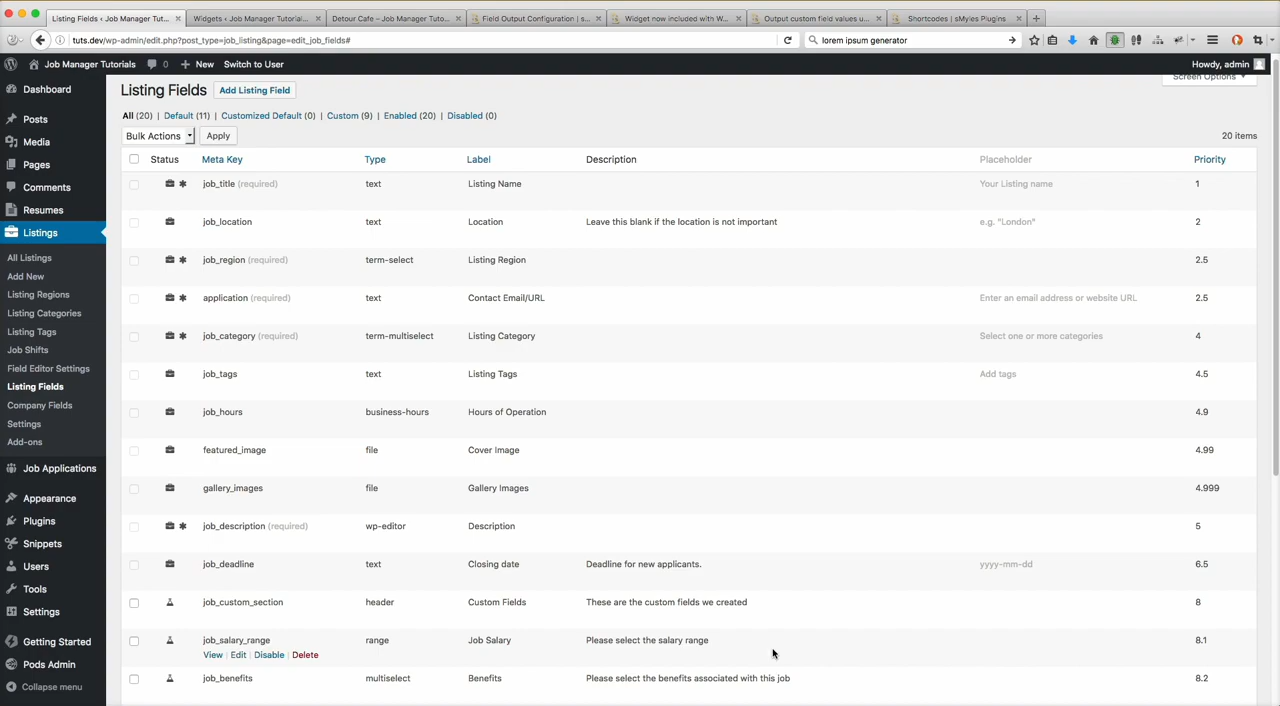 Listing Fields ‹ Job Manager Tut...
Widgets ‹ Job Manager Tutorial...
Detour Cafe – Job Manager Tuto...
Field Output Configuration | s...
Widget now included with W...
Output custom field values u...
Shortcodes | sMyles Plugins
tuts.dev/wp-admin/edit.php?post_type=job_listing&page=edit_job_fields#
lorem ipsum generator
Job Manager Tutorials 0 New Switch to User Howdy, admin
Screen Options
Dashboard
Posts
Media
Pages
Comments
Resumes
Listings
All Listings
Add New
Listing Regions
Listing Categories
Listing Tags
Job Shifts
Field Editor Settings
Listing Fields
Company Fields
Settings
Add-ons
Job Applications
Appearance
Plugins
Snippets
Users
Tools
Settings
Getting Started
Pods Admin
Collapse menu
Listing Fields Add Listing Field
All (20) | Default (11) | Customized Default (0) | Custom (9) | Enabled (20) | Disabled (0)
Bulk Actions Apply 20 items
Status Meta Key Type Label Description Placeholder Priority
job_title (required) text Listing Name Your Listing name 1
job_location text Location Leave this blank if the location is not important e.g. "London" 2
job_region (required) term-select Listing Region 2.5
application (required) text Contact Email/URL Enter an email address or website URL 2.5
job_category (required) term-multiselect Listing Category Select one or more categories 4
job_tags text Listing Tags Add tags 4.5
job_hours business-hours Hours of Operation 4.9
featured_image file Cover Image 4.99
gallery_images file Gallery Images 4.999
job_description (required) wp-editor Description 5
job_deadline text Closing date Deadline for new applicants. yyyy-mm-dd 6.5
job_custom_section header Custom Fields These are the custom fields we created 8
job_salary_range range Job Salary Please select the salary range 8.1
View | Edit | Disable | Delete
job_benefits multiselect Benefits Please select the benefits associated with this job 8.2